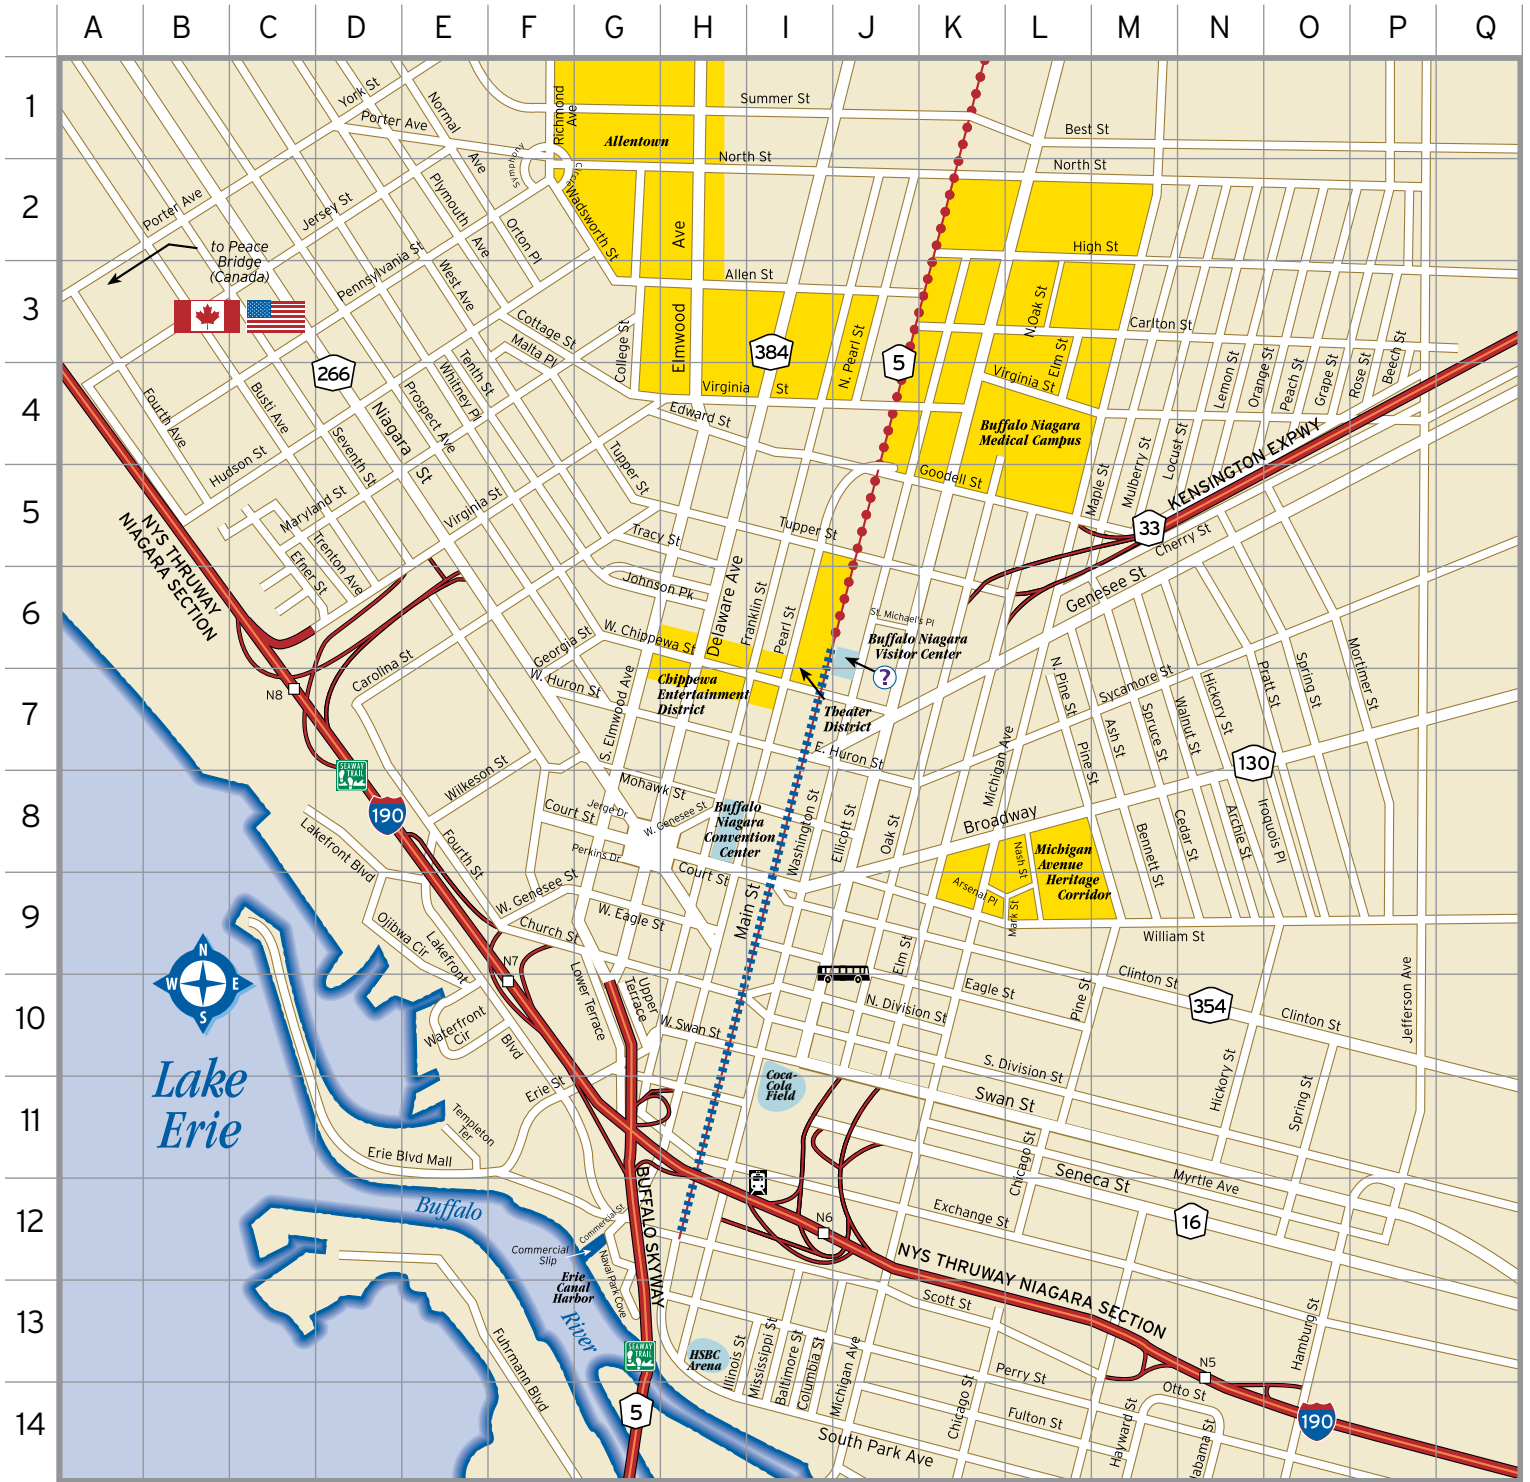 A B C D E F G H I J K L M N O P Q
1
2
3
4
5
6
7
8
9
10
11
12
13
14
York St
Porter Ave
Normal
Ave
Richmond
Ave
Allentown
Summer St
Best St
North St
North St
Symphony
Circle
Porter Ave
Jersey St
Plymouth
Ave
Orton Pl
Wadsworth St
Ave
High St
to Peace
Bridge
(Canada)
Pennsylvania St
West Ave
Allen St
Cottage St
Malta Pl
College St
Elmwood
384
N. Pearl St
5
N.Oak St
Elm St
Carlton St
Virginia St
Lemon St
Orange St
Peach St
Grape St
Rose St
Beech St
266
Fourth Ave
Busti Ave
Niagara
St
Prospect Ave
Whitney Pl
Tenth St
Virginia
St
Edward St
Buffalo Niagara
Medical Campus
Hudson St
Seventh St
Tupper St
Goodell St
Maple St
Mulberry St
Locust St
KENSINGTON EXPWY
33
Maryland St
Virginia St
Trenton Ave
Efner St
NYS THRUWAY
NIAGARA SECTION
Tracy St
Tupper St
Cherry St
Genesee St
Johnson Pk
Delaware Ave
Franklin St
Pearl St
St. Michael's Pl
Buffalo Niagara
Visitor Center
?
W. Chippewa St
Georgia St
W. Huron St
Carolina St
N8
Chippewa
Entertainment
District
Theater
District
S. Elmwood Ave
E. Huron St
N. Pine St
Sycamore St
Hickory St
Pratt St
Spring St
Mortimer St
Ash St
Spruce St
Walnut St
130
Michigan Ave
Pine St
SEAWAY
TRAIL
190
Wilkeson St
Mohawk St
Court St
Jerge Dr
W. Genesee St
Perkins Dr
Buffalo
Niagara
Convention
Center
Washington St
Ellicott St
Oak St
Broadway
Lakefront Blvd
Fourth St
Court St
Nash St
Michigan
Avenue
Heritage
Corridor
Bennett St
Cedar St
Archie St
Iroquois Pl
Arsenal Pl
Mark St
W. Genesee St
Church St
W. Eagle St
Main St
Ojibwa Cir
Lakefront
Blvd
Elm St
William St
N7
Lower Terrace
Upper
Terrace
Clinton St
Eagle St
Pine St
354
Clinton St
Jefferson Ave
N
W
E
S
Waterfront
Cir
W. Swan St
N. Division St
S. Division St
Hickory St
Spring St
Lake
Erie
Erie St
Coca-
Cola
Field
Swan St
Templeton
Ter
Erie Blvd Mall
Chicago St
Seneca St
Myrtle Ave
16
Buffalo
River
Commercial St
Commercial
Slip
Erie
Canal
Harbor
Naval Park Cove
BUFFALO SKYWAY
N6
Exchange St
NYS THRUWAY NIAGARA SECTION
Scott St
Fuhrmann Blvd
SEAWAY
TRAIL
HSBC
Arena
Illinois St
Mississippi St
Baltimore St
Columbia St
Michigan Ave
Perry St
Hamburg St
N5
Otto St
5
South Park Ave
Chicago St
Fulton St
Hayward St
labama St
190